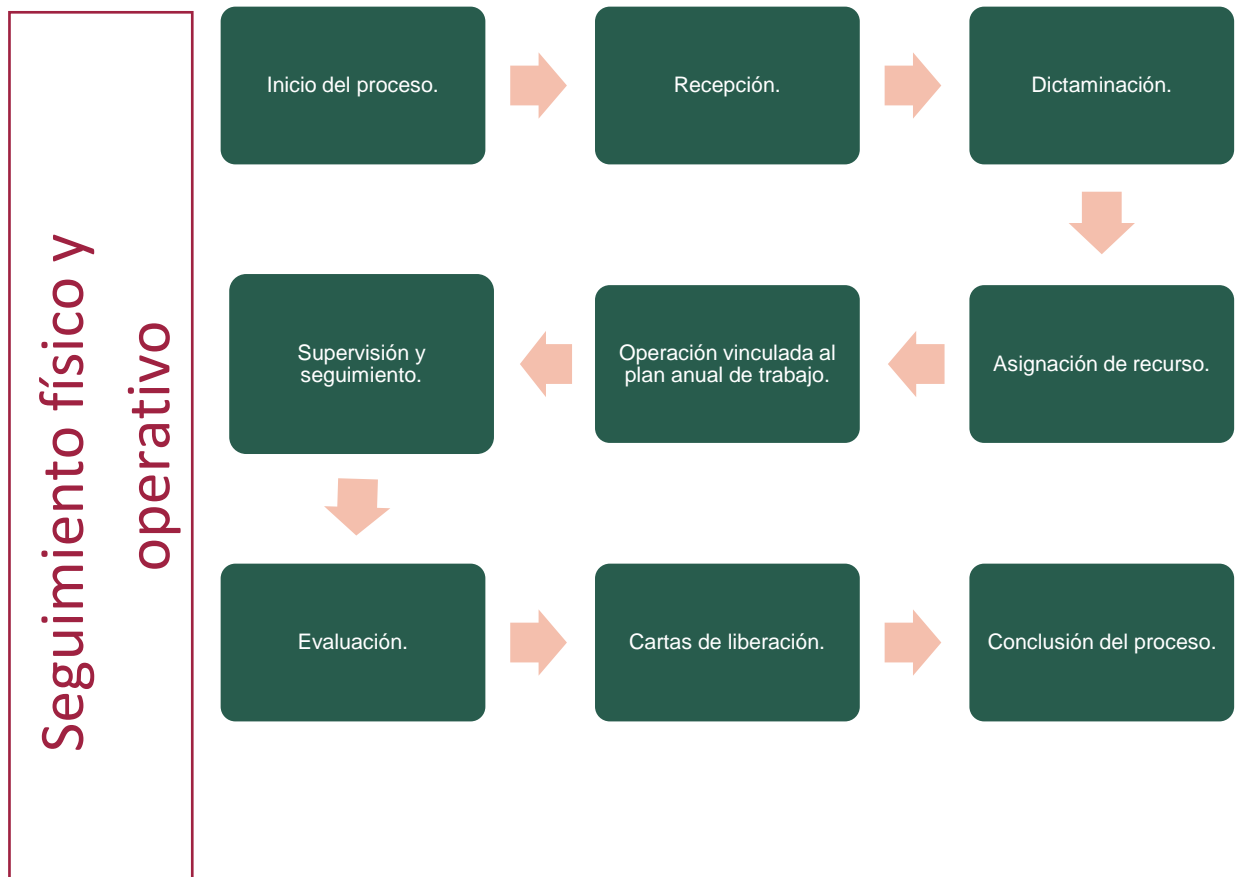 Seguimiento físico y
operativo
Inicio del proceso.
Recepción.
Dictaminación.
Asignación de recurso.
Operación vinculada al
plan anual de trabajo.
Supervisión y
seguimiento.
Evaluación.
Cartas de liberación.
Conclusión del proceso.